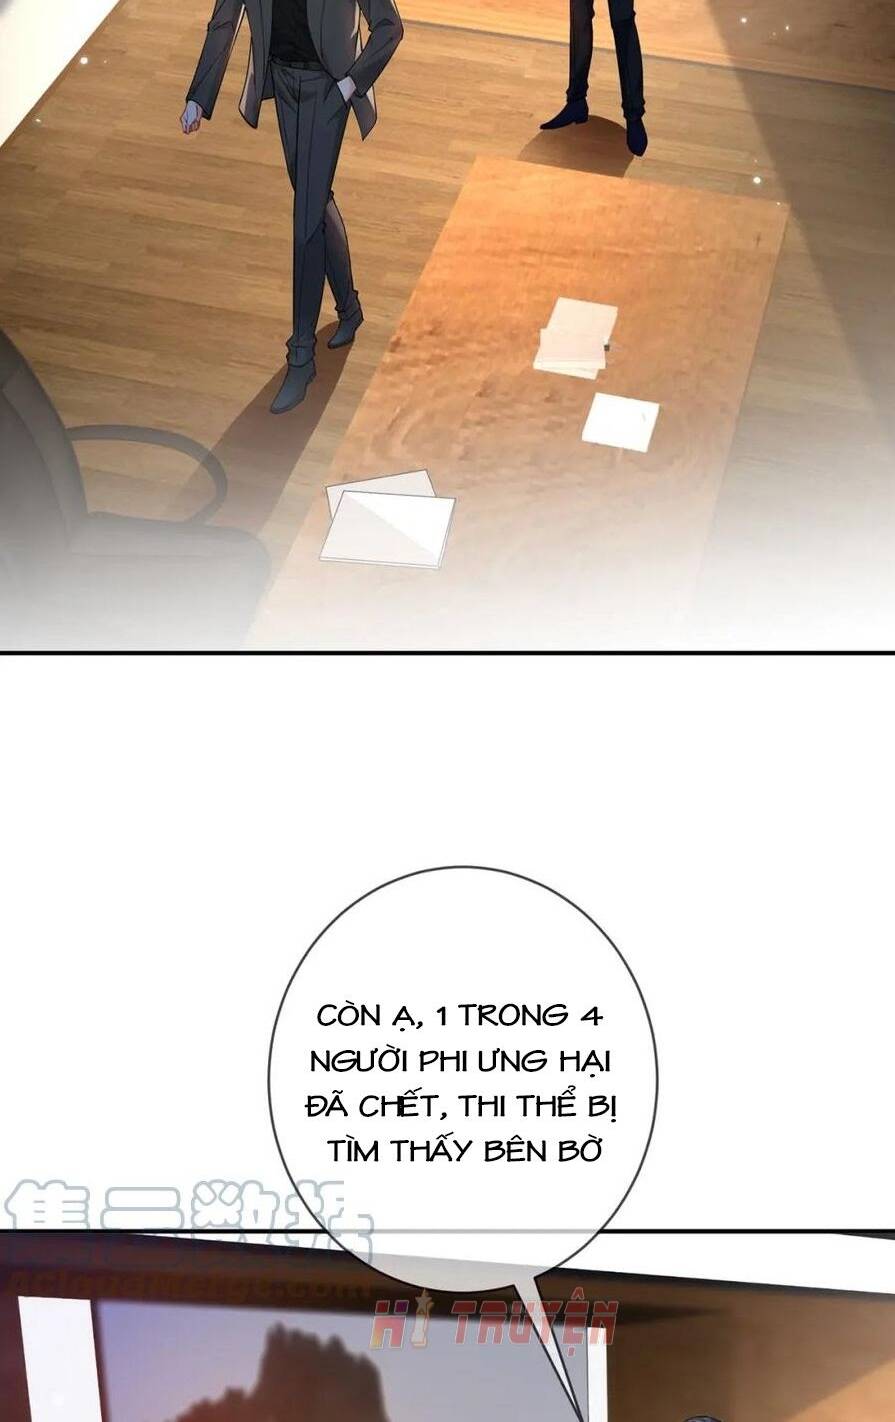 CÒN Ạ, 1 TRONG 4
NGƯỜI PHI ƯNG HẠI
ĐÃ CHẾT, THI THỂ BỊ
TÌM THẤY BÊN BỜ
HI TRUYỆN